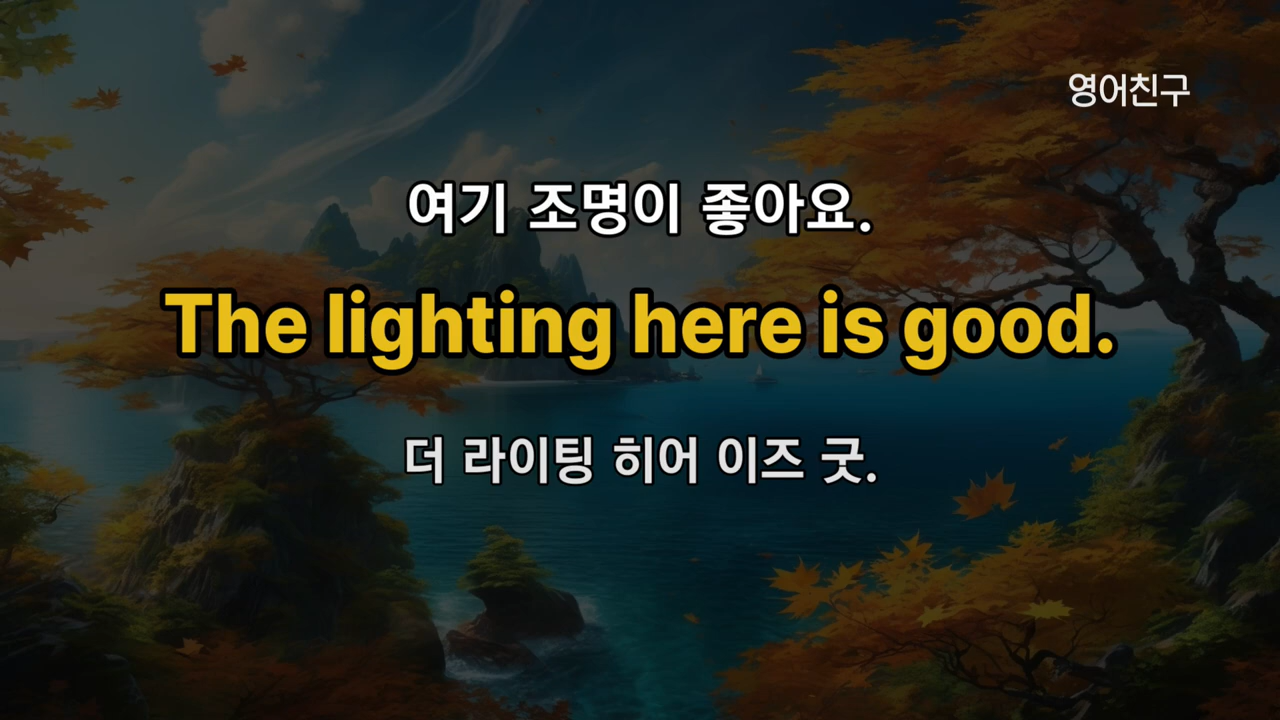 영어친구
여기 조명이 좋아요.
The lighting here is good.
더 라이팅 히어 이즈 굿.